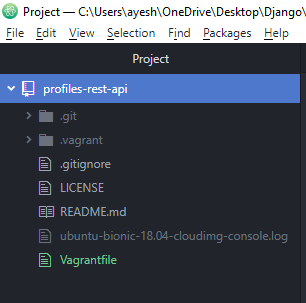 Project — C:\Users\ayesh\OneDrive\Desktop\Django\
File Edit View Selection Find Packages Help
Project
profiles-rest-api
.git
.vagrant
.gitignore
LICENSE
README.md
ubuntu-bionic-18.04-cloudimg-console.log
Vagrantfile